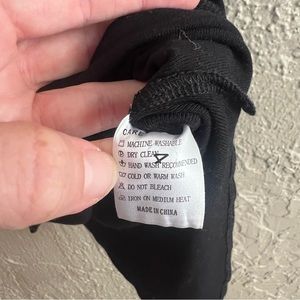 CARE
MACHINE WASHABLE
DRY CLEAN
HAND WASH RECOMMENDED
COLD OR WARM WASH
DO NOT BLEACH
IRON ON MEDIUM HEAT
MADE IN CHINA